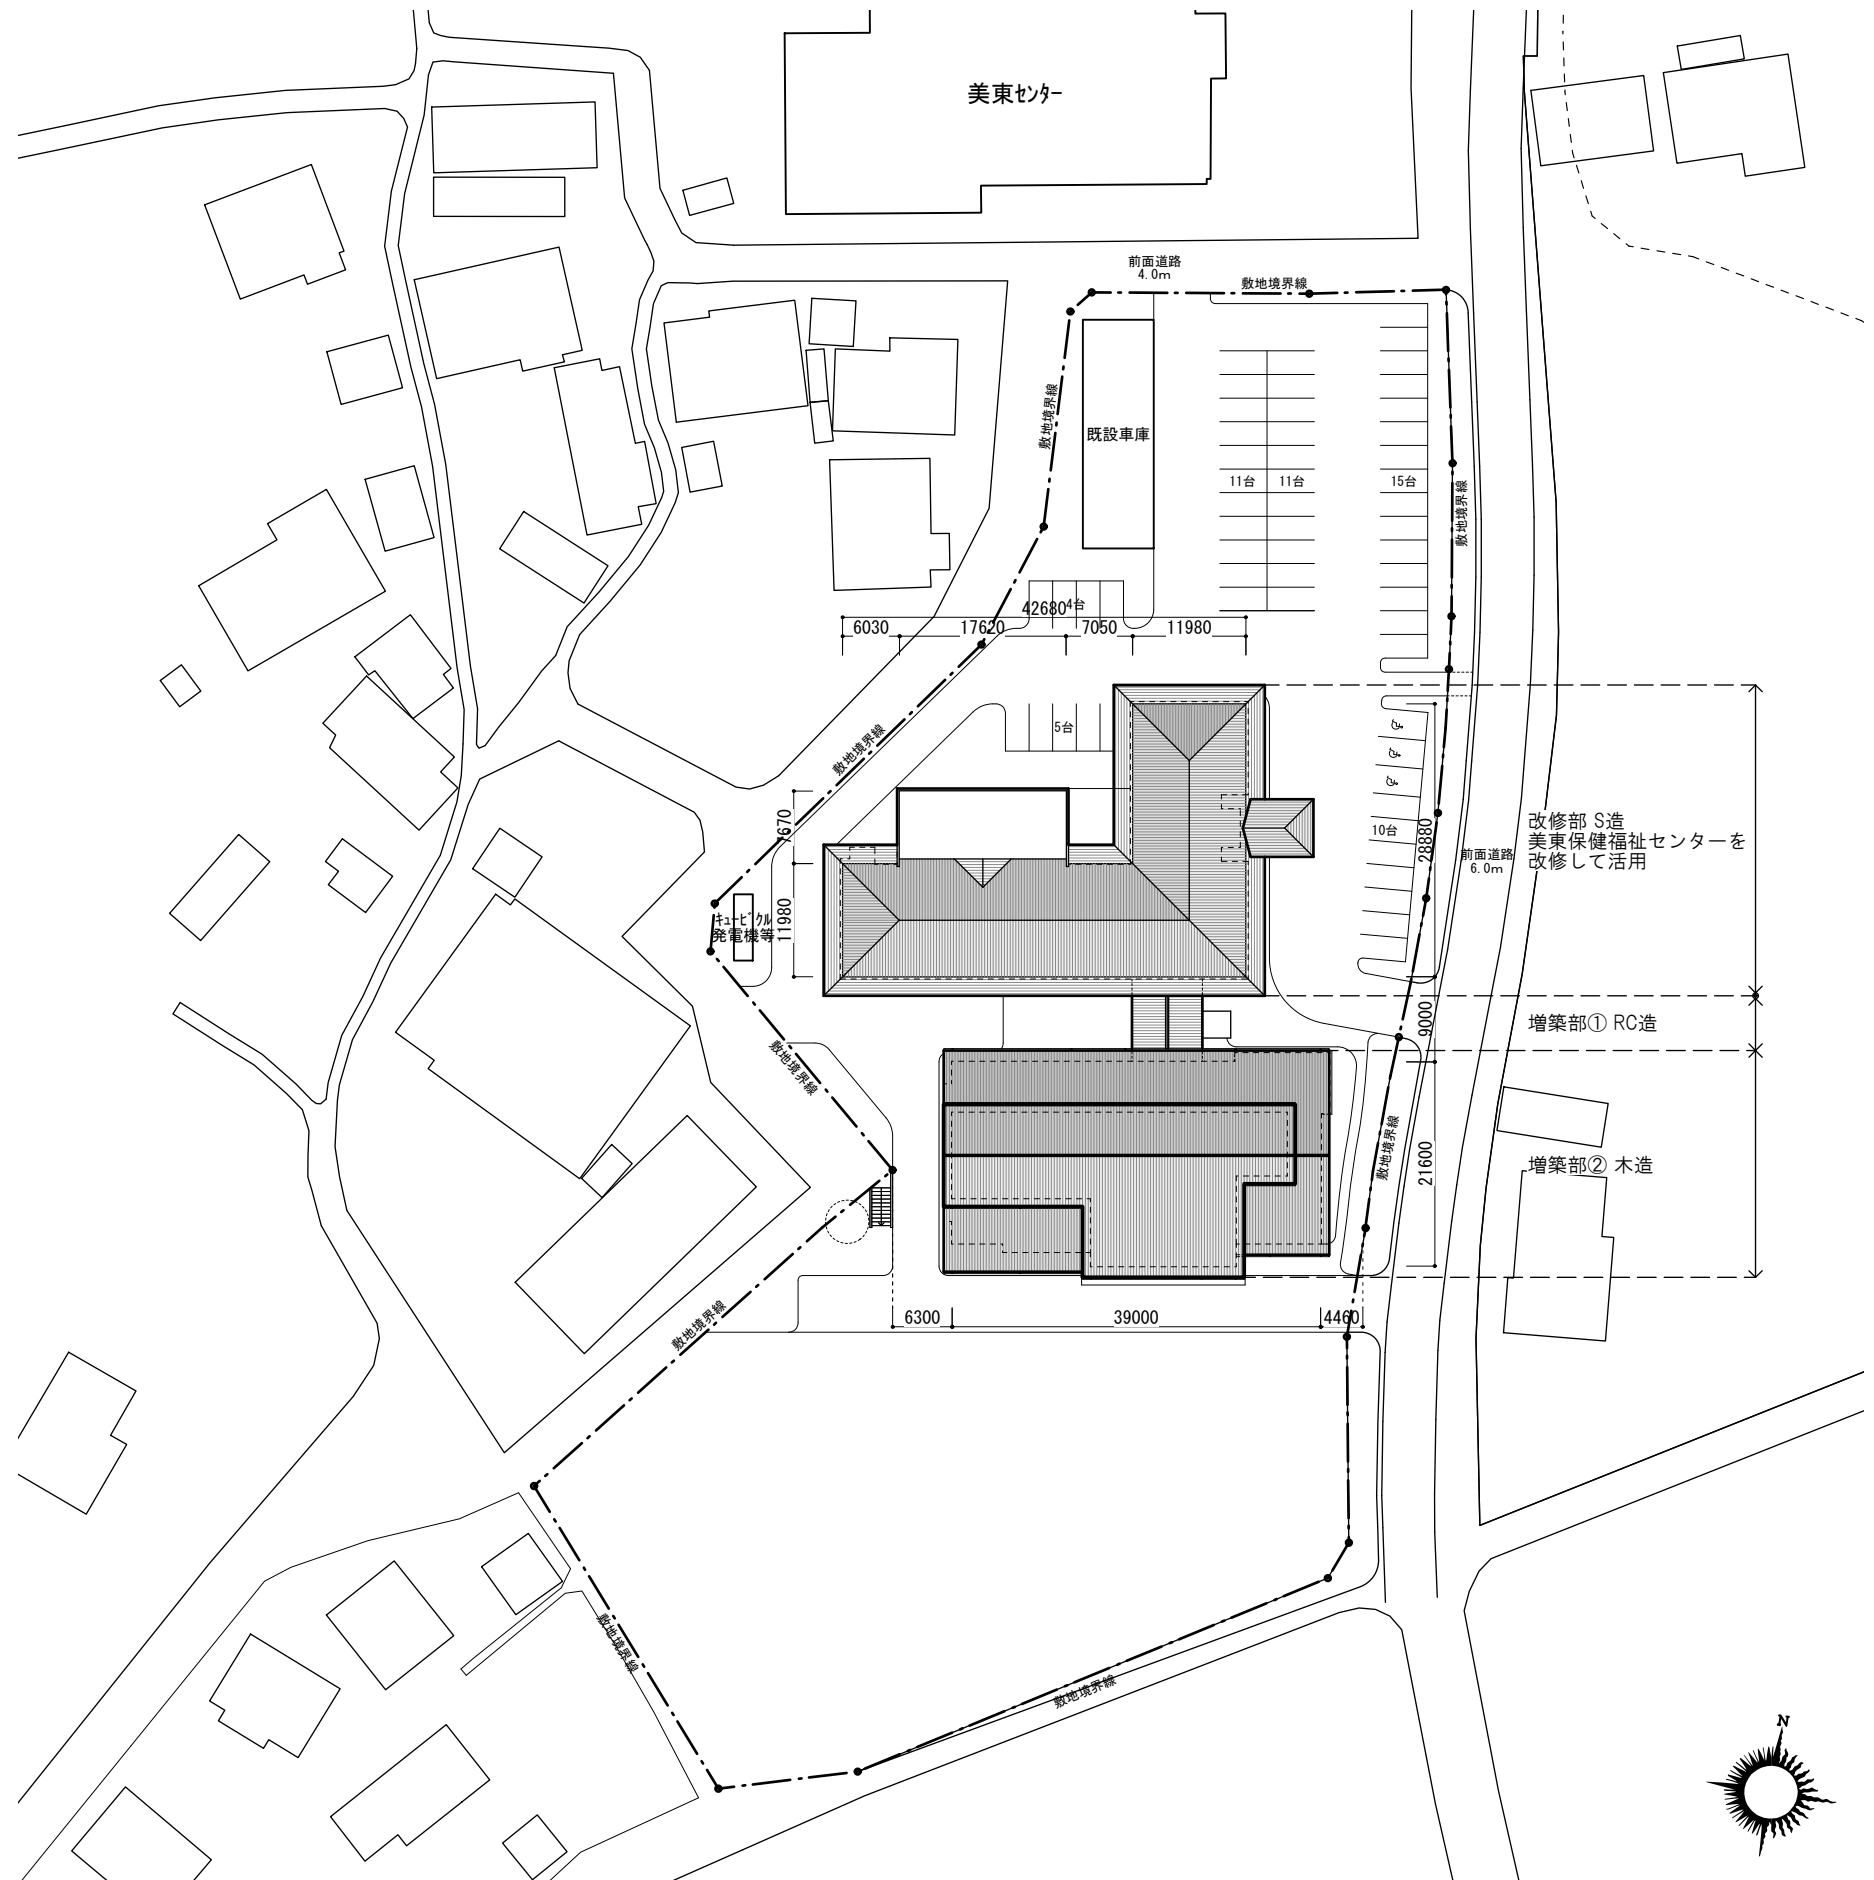 美東ｾﾝﾀｰ
前面道路
4.0m
敷地境界線
敷地境界線
既設車庫
11台
11台
15台
敷地境界線
4台
42680
6030
17620
7050
11980
5台
敷地境界線
7670
11980
ｷｭｰﾋﾞｸﾙ
発電機等
10台
28880
前面道路
6.0m
改修部 S造
美東保健福祉センターを
改修して活用
9000
増築部① RC造
敷地境界線
敷地境界線
21600
増築部② 木造
6300
39000
4460
敷地境界線
敷地境界線
敷地境界線
N